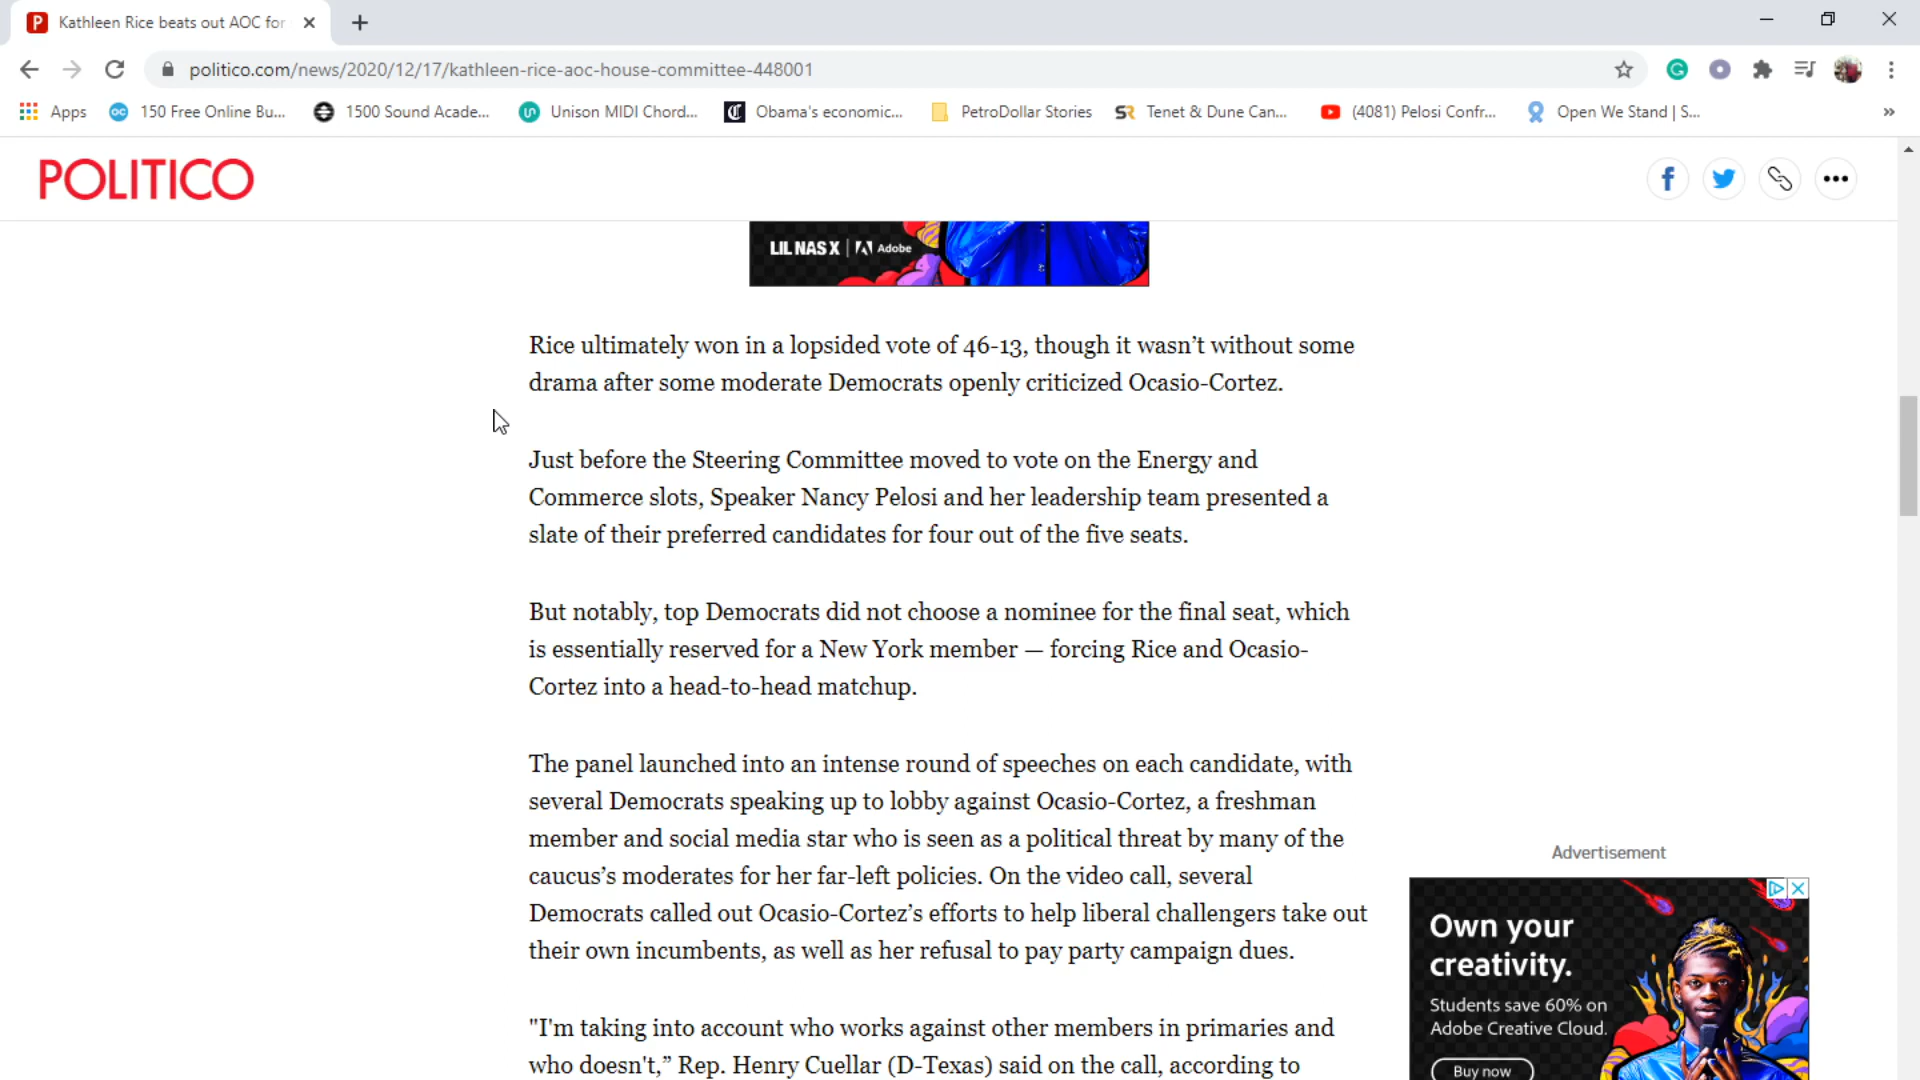 Kathleen Rice beats out AOC for
politico.com/news/2020/12/17/kathleen-rice-aoc-house-committee-448001
Apps
150 Free Online Bu...
1500 Sound Acade...
Unison MIDI Chord...
Obama's economic...
PetroDollar Stories
Tenet & Dune Can...
(4081) Pelosi Confr...
Open We Stand | S...
»
POLITICO
LIL NAS X | Adobe
Rice ultimately won in a lopsided vote of 46-13, though it wasn’t without some
drama after some moderate Democrats openly criticized Ocasio-Cortez.
Just before the Steering Committee moved to vote on the Energy and
Commerce slots, Speaker Nancy Pelosi and her leadership team presented a
slate of their preferred candidates for four out of the five seats.
But notably, top Democrats did not choose a nominee for the final seat, which
is essentially reserved for a New York member — forcing Rice and Ocasio-
Cortez into a head-to-head matchup.
The panel launched into an intense round of speeches on each candidate, with
several Democrats speaking up to lobby against Ocasio-Cortez, a freshman
member and social media star who is seen as a political threat by many of the
caucus’s moderates for her far-left policies. On the video call, several
Democrats called out Ocasio-Cortez’s efforts to help liberal challengers take out
their own incumbents, as well as her refusal to pay party campaign dues.
"I'm taking into account who works against other members in primaries and
who doesn't,” Rep. Henry Cuellar (D-Texas) said on the call, according to
Advertisement
Own your
creativity.
Students save 60% on
Adobe Creative Cloud.
Buy now